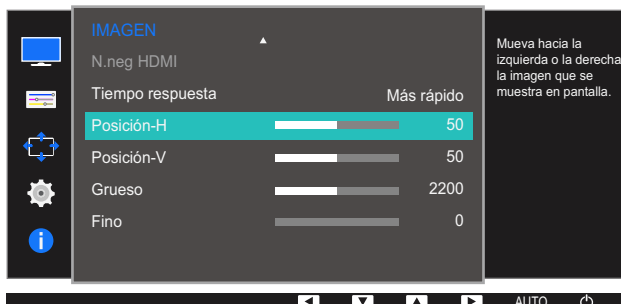 IMAGEN
N.neg HDMI
Tiempo respuesta Más rápido
Posición-H 50
Posición-V 50
Grueso 2200
Fino 0
Mueva hacia la
izquierda o la derecha
la imagen que se
muestra en pantalla.
AUTO